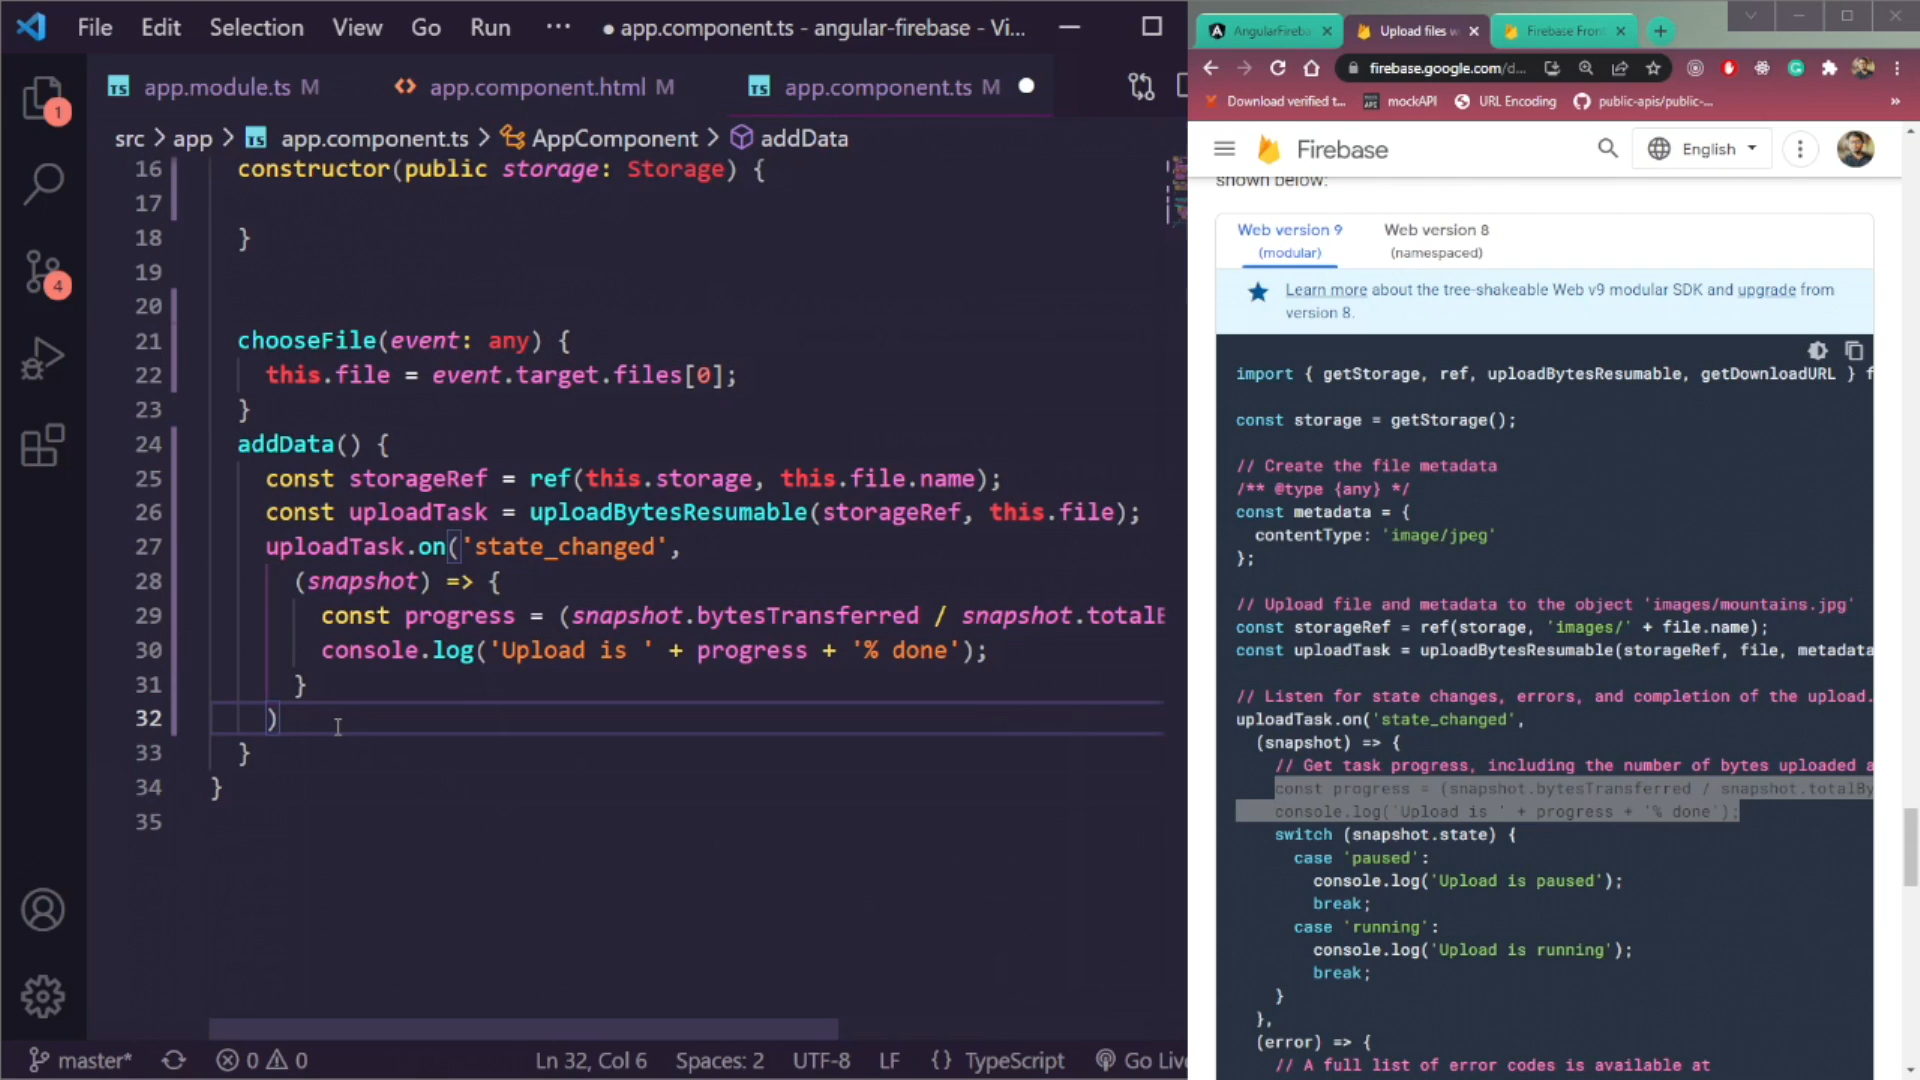 File Edit Selection View Go Run ··· ● app.component.ts - angular-firebase - Vi...
app.module.ts M
app.component.html M
app.component.ts M
src > app > app.component.ts > AppComponent > addData
16 constructor(public storage: Storage) {
17
18 }
19
20
21 chooseFile(event: any) {
22 this.file = event.target.files[0];
23 }
24 addData() {
25 const storageRef = ref(this.storage, this.file.name);
26 const uploadTask = uploadBytesResumable(storageRef, this.file);
27 uploadTask.on('state_changed',
28 (snapshot) => {
29 const progress = (snapshot.bytesTransferred / snapshot.totalB
30 console.log('Upload is ' + progress + '% done');
31 }
32 )
33 }
34 }
35
1
4
master* 0 0 Ln 32, Col 6 Spaces: 2 UTF-8 LF {} TypeScript Go Liv
AngularFireba
Upload files w
Firebase Front
firebase.google.com/d...
Download verified t... mockAPI URL Encoding public-apis/public-... »
Firebase English
shown below:
Web version 9 (modular)
Web version 8 (namespaced)
Learn more about the tree-shakeable Web v9 modular SDK and upgrade from
version 8.
import { getStorage, ref, uploadBytesResumable, getDownloadURL } f
const storage = getStorage();
// Create the file metadata
/** @type {any} */
const metadata = {
contentType: 'image/jpeg'
};
// Upload file and metadata to the object 'images/mountains.jpg'
const storageRef = ref(storage, 'images/' + file.name);
const uploadTask = uploadBytesResumable(storageRef, file, metadata
// Listen for state changes, errors, and completion of the upload.
uploadTask.on('state_changed',
(snapshot) => {
// Get task progress, including the number of bytes uploaded a
const progress = (snapshot.bytesTransferred / snapshot.totalBy
console.log('Upload is ' + progress + '% done');
switch (snapshot.state) {
case 'paused':
console.log('Upload is paused');
break;
case 'running':
console.log('Upload is running');
break;
}
},
(error) => {
// A full list of error codes is available at